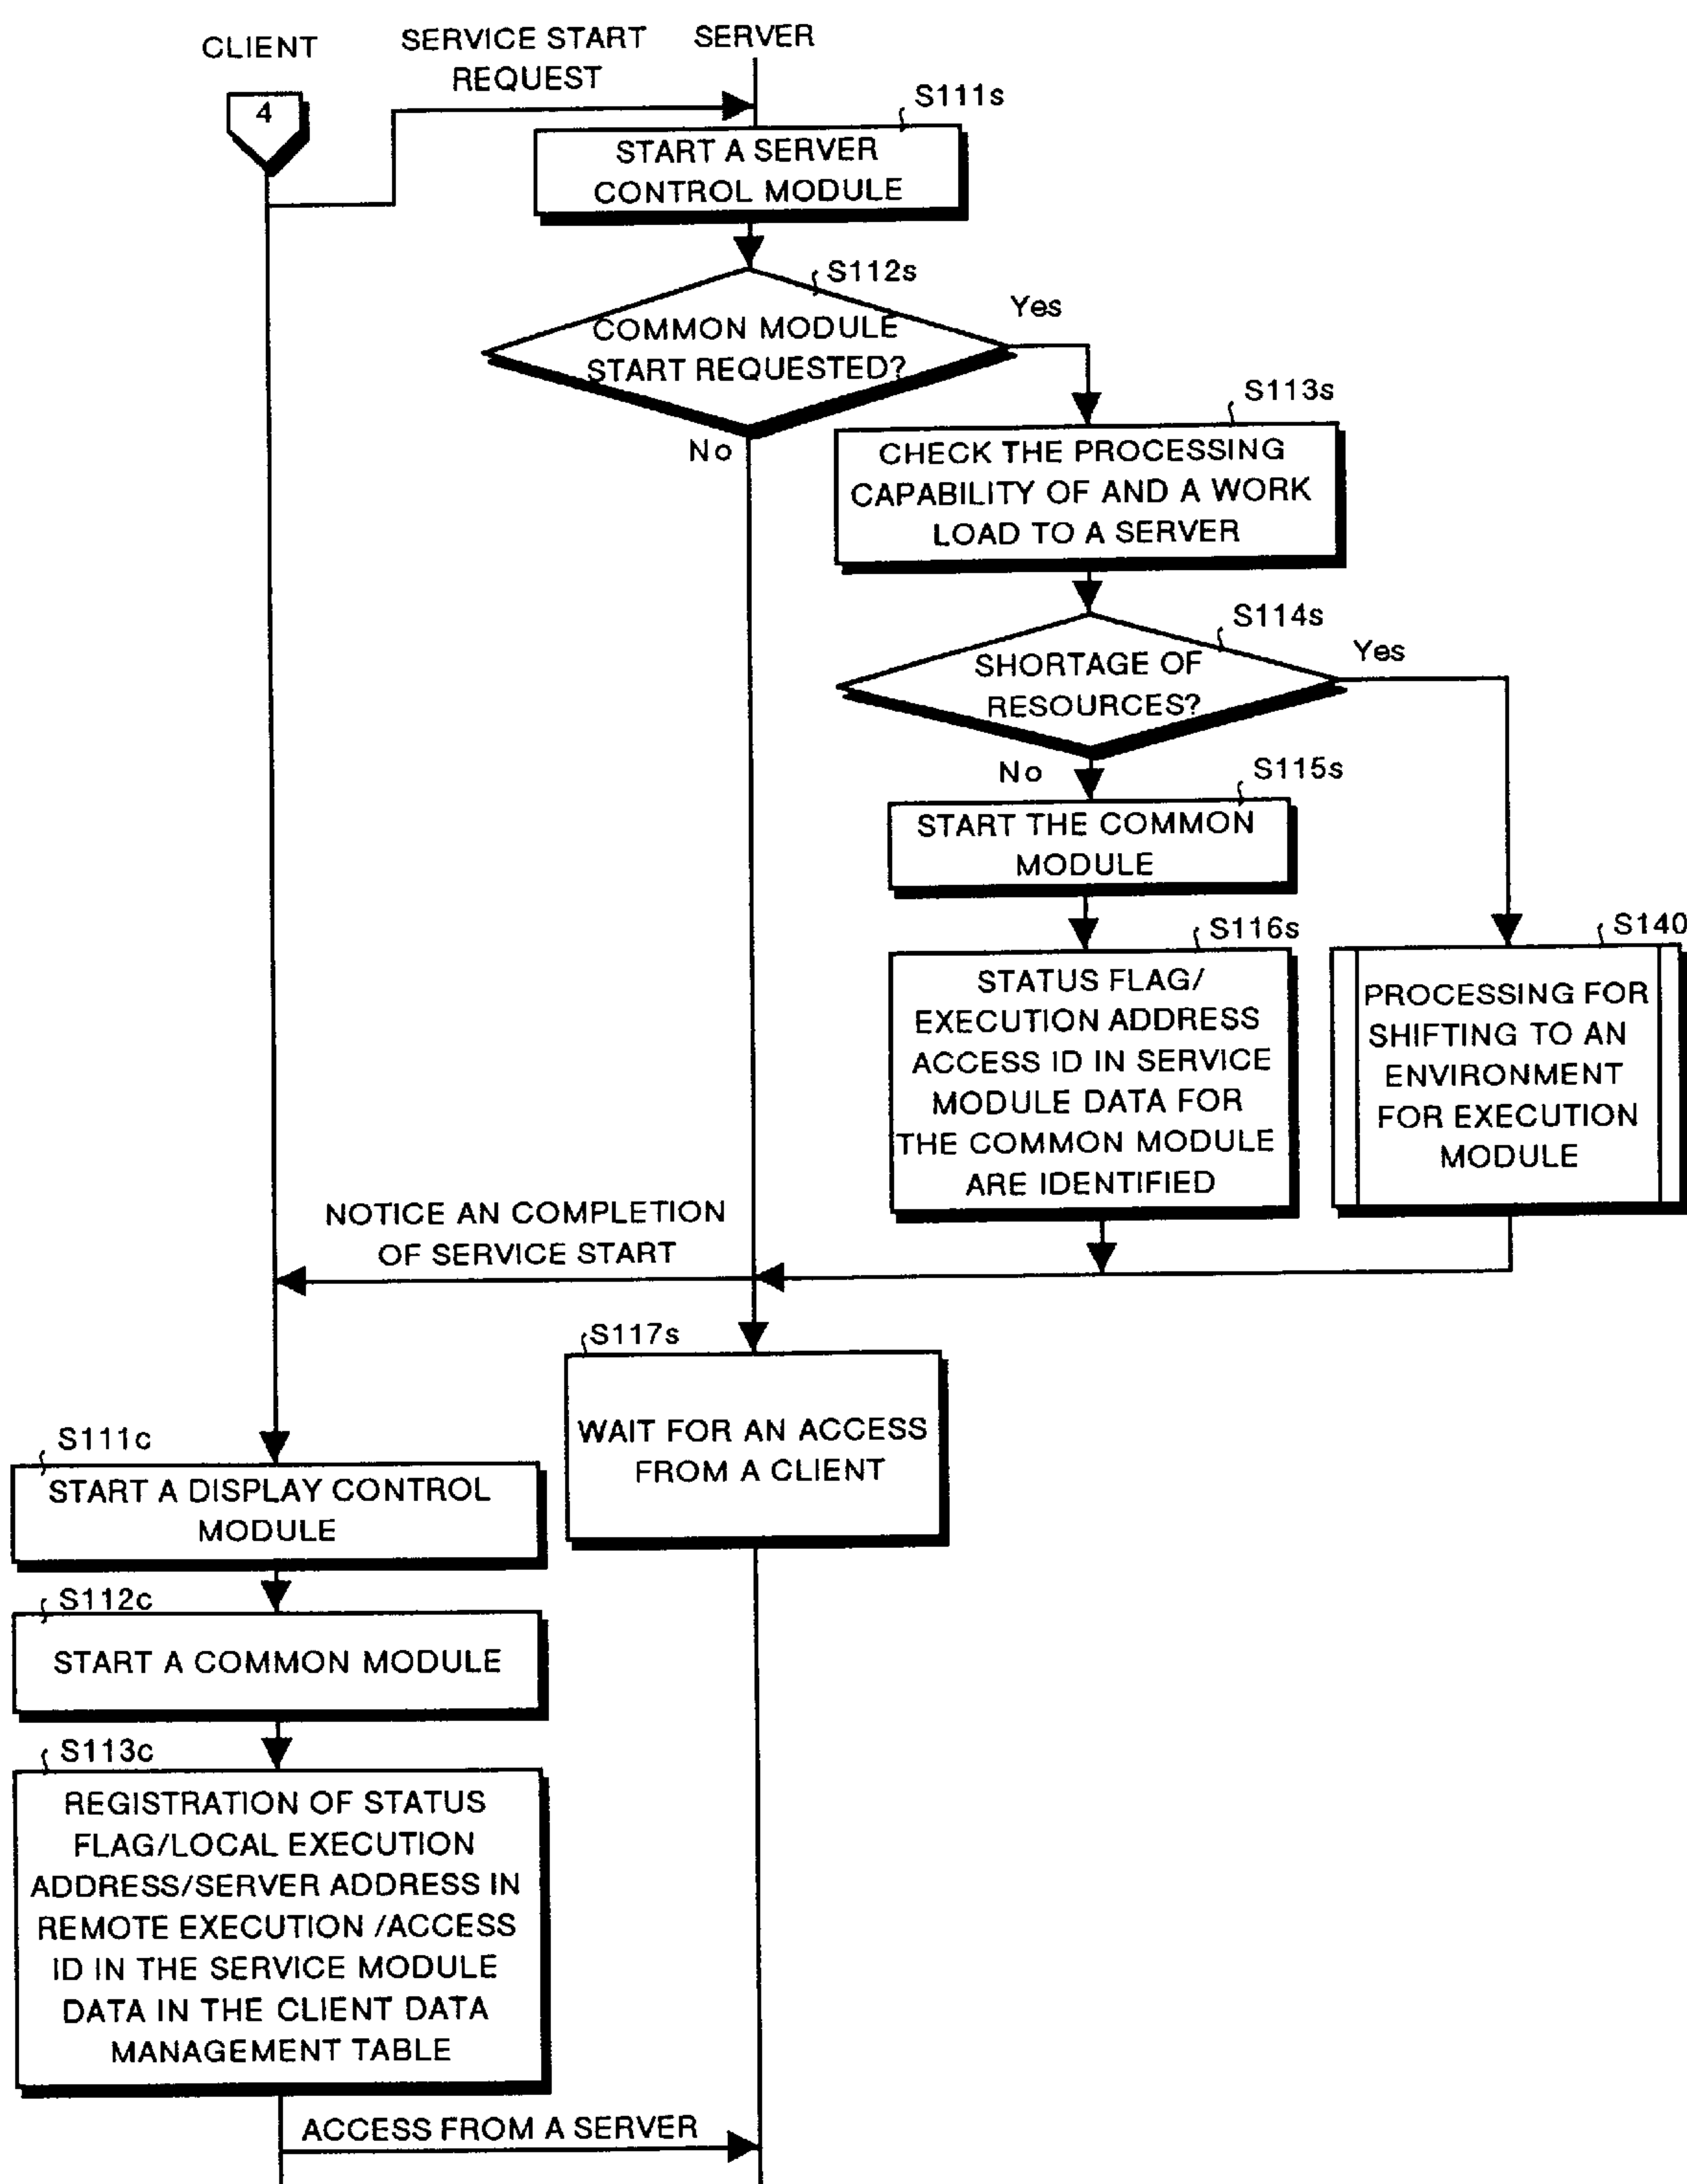 CLIENT
SERVICE START
REQUEST
SERVER
4
S111s
START A SERVER
CONTROL MODULE
S112s
COMMON MODULE
START REQUESTED?
Yes
No
S113s
CHECK THE PROCESSING
CAPABILITY OF AND A WORK
LOAD TO A SERVER
S114s
SHORTAGE OF
RESOURCES?
Yes
No
S115s
START THE COMMON
MODULE
S116s
STATUS FLAG/
EXECUTION ADDRESS
ACCESS ID IN SERVICE
MODULE DATA FOR
THE COMMON MODULE
ARE IDENTIFIED
S140
PROCESSING FOR
SHIFTING TO AN
ENVIRONMENT
FOR EXECUTION
MODULE
NOTICE AN COMPLETION
OF SERVICE START
S117s
WAIT FOR AN ACCESS
FROM A CLIENT
S111c
START A DISPLAY CONTROL
MODULE
S112c
START A COMMON MODULE
S113c
REGISTRATION OF STATUS
FLAG/LOCAL EXECUTION
ADDRESS/SERVER ADDRESS IN
REMOTE EXECUTION /ACCESS
ID IN THE SERVICE MODULE
DATA IN THE CLIENT DATA
MANAGEMENT TABLE
ACCESS FROM A SERVER